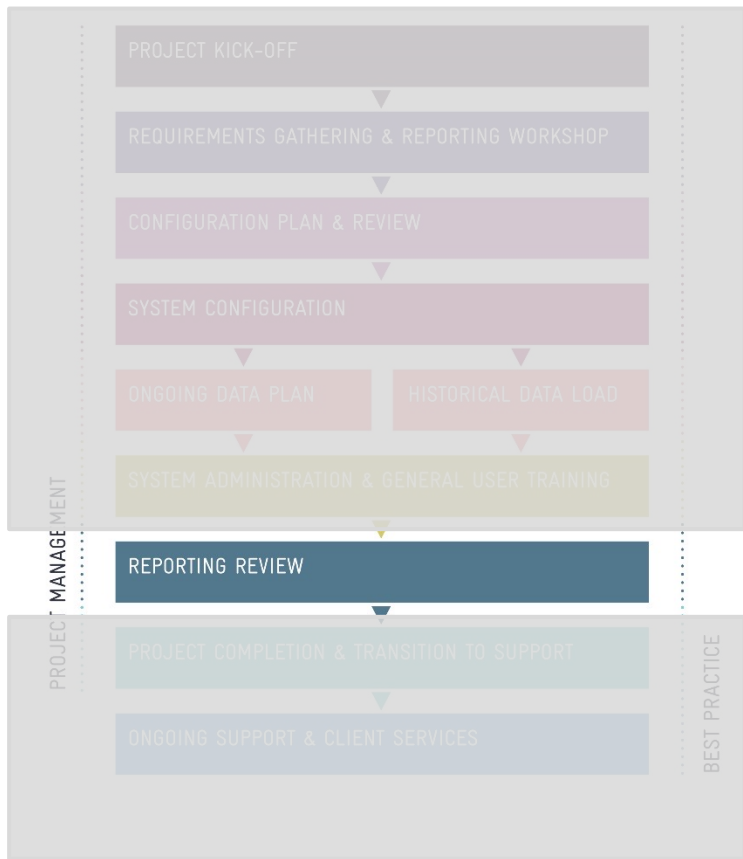 PROJECT KICK-OFF
REQUIREMENTS GATHERING & REPORTING WORKSHOP
CONFIGURATION PLAN & REVIEW
SYSTEM CONFIGURATION
ONGOING DATA PLAN
HISTORICAL DATA LOAD
SYSTEM ADMINISTRATION & GENERAL USER TRAINING
PROJECT MANAGEMENT
REPORTING REVIEW
PROJECT COMPLETION & TRANSITION TO SUPPORT
ONGOING SUPPORT & CLIENT SERVICES
BEST PRACTICE